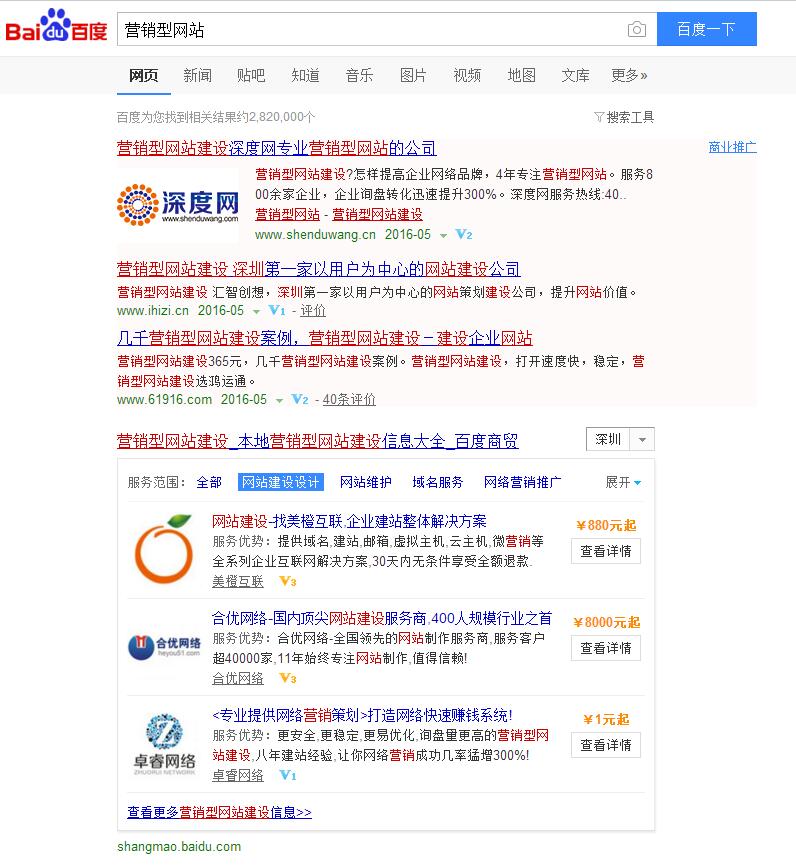 Bai du 百度 营销型网站 百度一下
网页 新闻 贴吧 知道 音乐 图片 视频 地图 文库 更多»
百度为您找到相关结果约2,820,000个 搜索工具
营销型网站建设深度网专业营销型网站的公司 商业推广
深度网
www.shenduwang.com
营销型网站建设?怎样提高企业网络品牌，4年专注营销型网站。服务8
00余家企业，企业询盘转化迅速提升300%。深度网服务热线:40..
营销型网站 - 营销型网站建设
www.shenduwang.cn 2016-05 V2
营销型网站建设 深圳第一家以用户为中心的网站建设公司
营销型网站建设 汇智创想，深圳第一家以用户为中心的网站策划建设公司，提升网站价值。
www.ihizi.cn 2016-05 V1 - 评价
几千营销型网站建设案例，营销型网站建设－建设企业网站
营销型网站建设365元，几千营销型网站建设案例。营销型网站建设，打开速度快，稳定，营
销型网站建设选鸿运通。
www.61916.com 2016-05 V2 - 40条评价
营销型网站建设_本地营销型网站建设信息大全_百度商贸 深圳
服务范围： 全部 网站建设设计 网站维护 域名服务 网络营销推广 展开
网站建设-找美橙互联,企业建站整体解决方案 ￥880元起
服务优势：提供域名,建站,邮箱,虚拟主机,云主机,微营销等 查看详情
全系列企业互联网解决方案,30天内无条件享受全额退款.
美橙互联 V3
合优网络
heyou51.com
合优网络-国内顶尖网站建设服务商,400人规模行业之首 ￥8000元起
服务优势：合优网络-全国领先的网站制作服务商,服务客户 查看详情
超40000家,11年始终专注网站制作,值得信赖!
合优网络 V3
卓睿网络
ZHUORUI NETWORK
<专业提供网络营销策划>打造网络快速赚钱系统! ￥1元起
服务优势：更安全,更稳定,更易优化,询盘量更高的营销型网 查看详情
站建设,八年建站经验,让你网络营销成功几率猛增300%!
卓睿网络 V1
查看更多营销型网站建设信息>>
shangmao.baidu.com